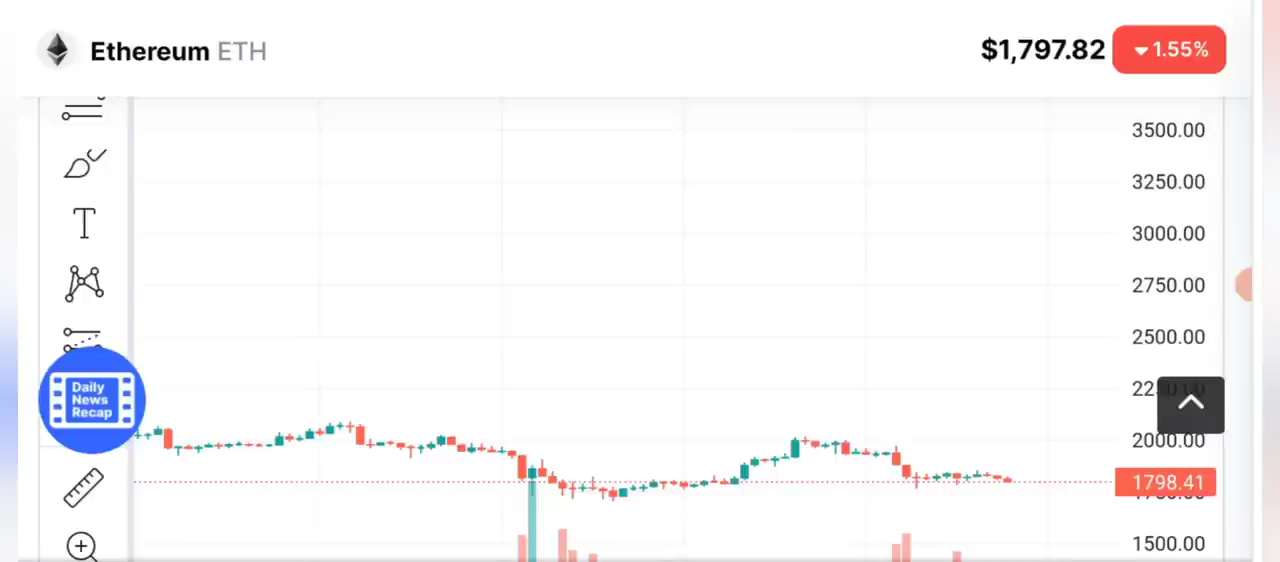 Ethereum ETH
$1,797.82
1.55%
3500.00
3250.00
3000.00
2750.00
2500.00
T
Daily
News
Recap
2000.00
1798.41
1500.00